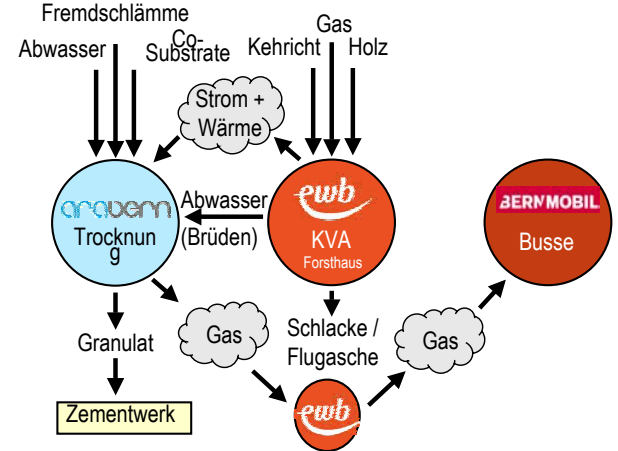 Fremdschlämme
Abwasser
Co-
Substrate
Gas
Kehricht
Holz
Strom +
Wärme
arabern
Trocknun
g
Abwasser
(Brüden)
ewb
KVA
Forsthaus
BERNMOBIL
Busse
Granulat
Gas
Schlacke /
Flugasche
Gas
Zementwerk
ewb